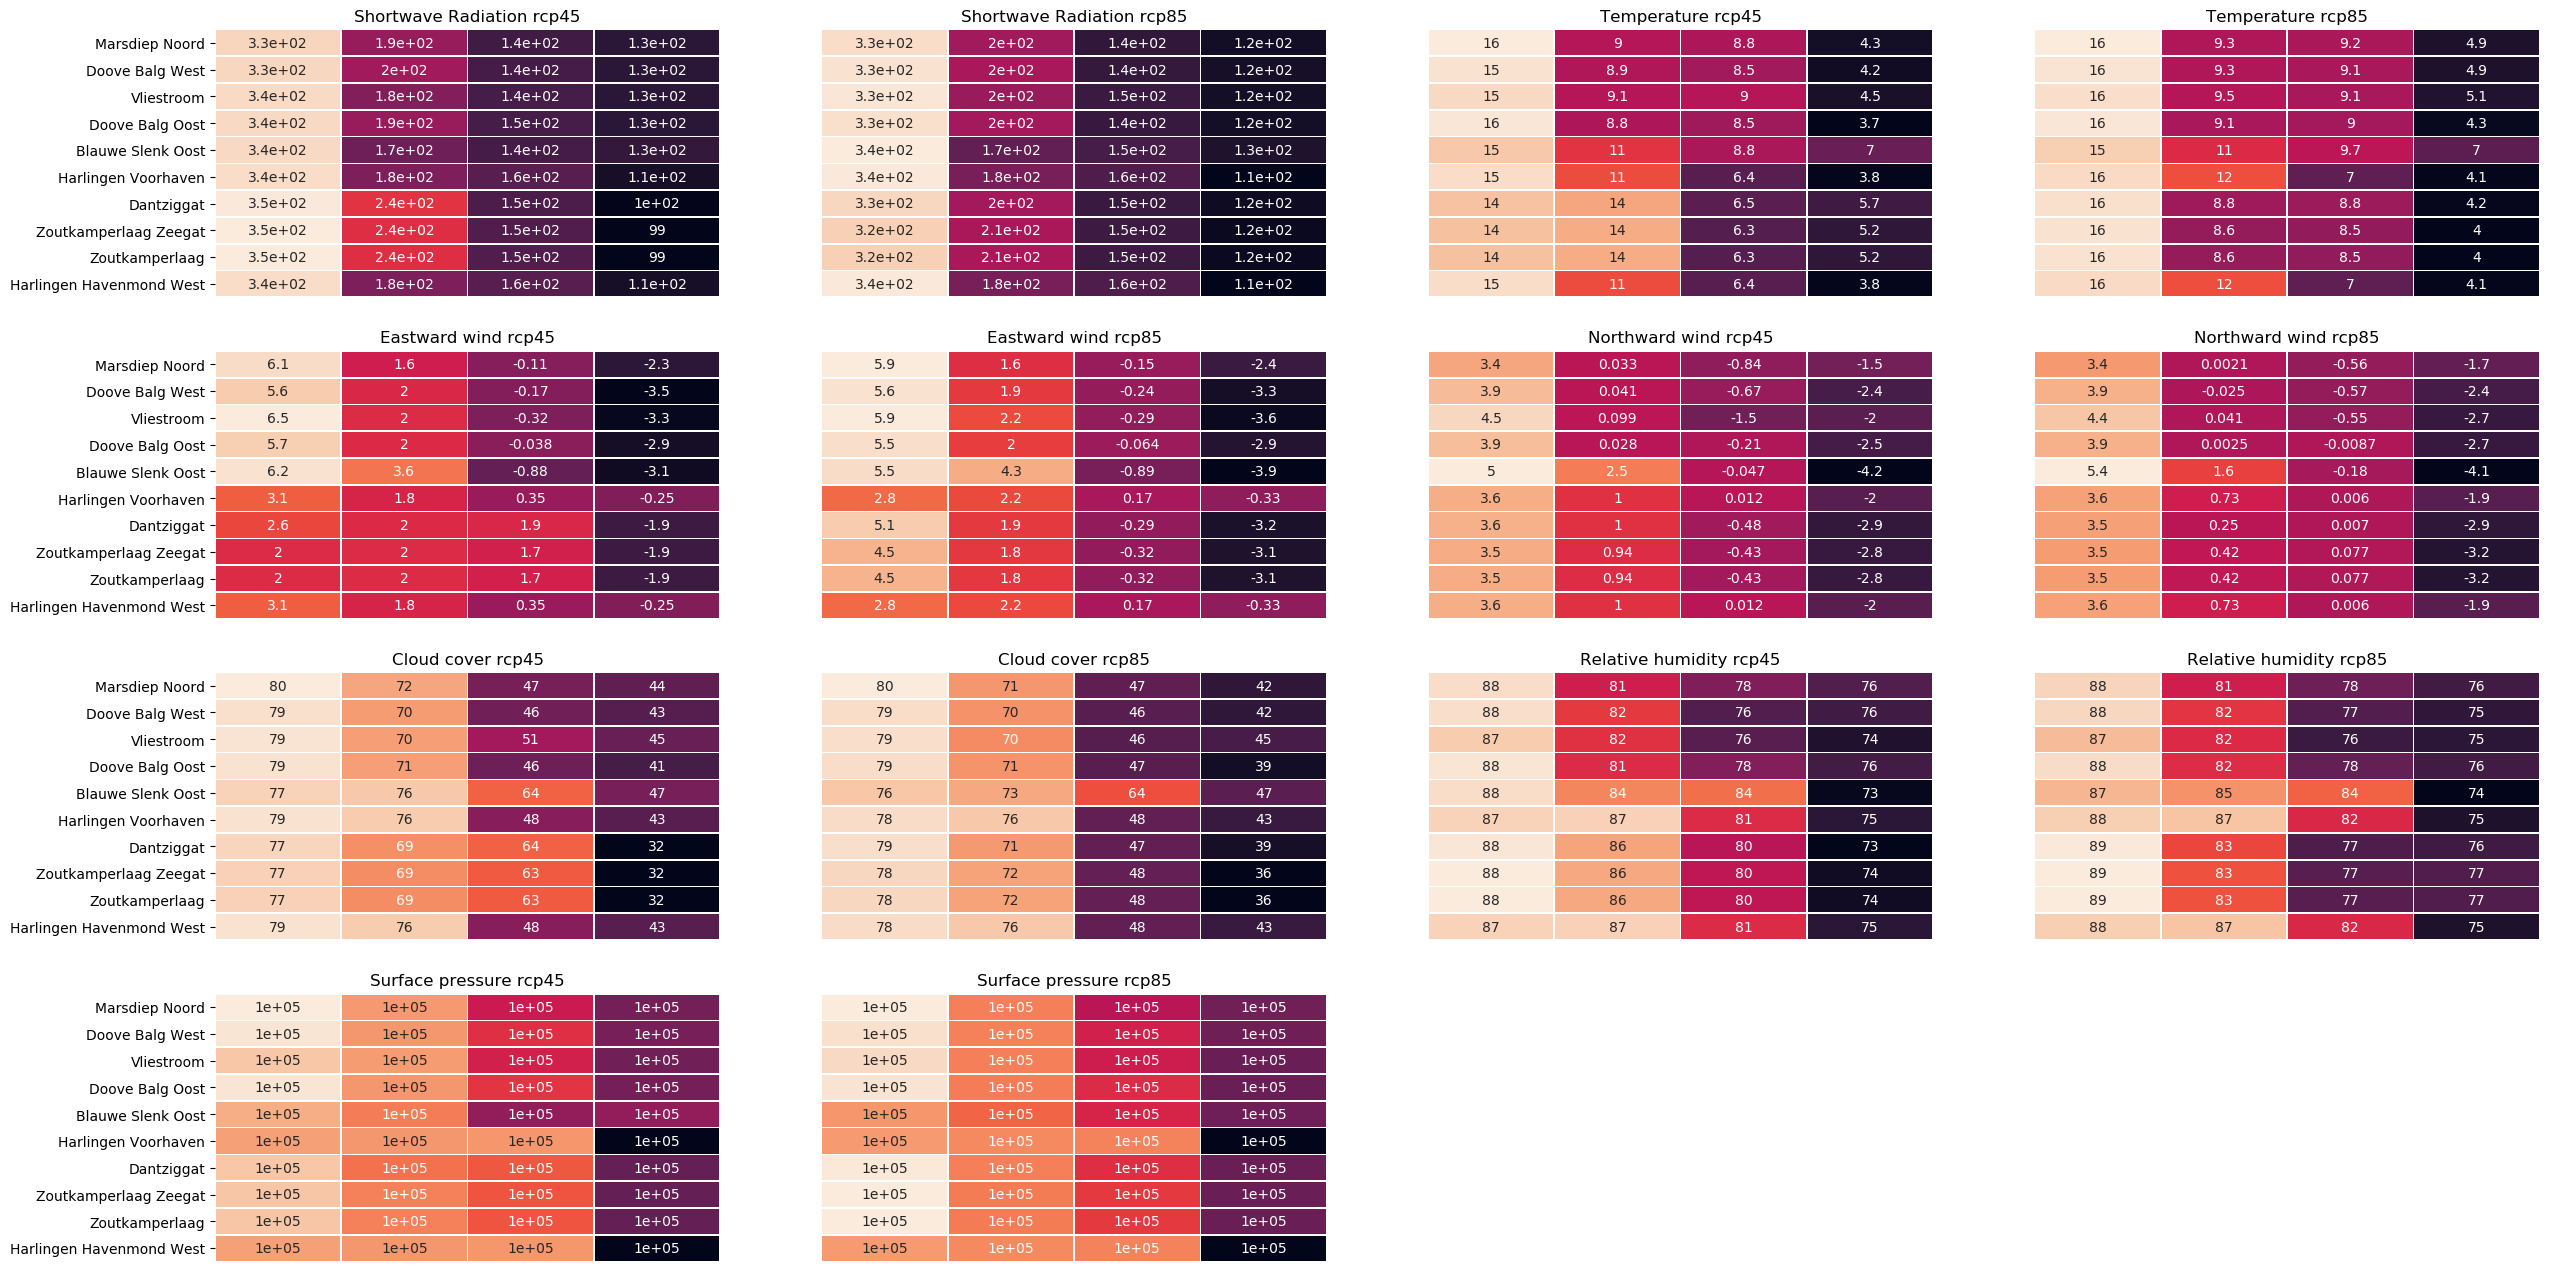 Shortwave Radiation rcp45 Shortwave Radiation rcp85 Temperature rcp45 Temperature rcp85
Marsdiep Noord 3.3e+02 1.9e+02 1.4e+02 1.3e+02 3.3e+02 2e+02 1.4e+02 1.2e+02 16 9 8.8 4.3 16 9.3 9.2 4.9
Doove Balg West 3.3e+02 2e+02 1.4e+02 1.3e+02 3.3e+02 2e+02 1.4e+02 1.2e+02 15 8.9 8.5 4.2 16 9.3 9.1 4.9
Vliestroom 3.4e+02 1.8e+02 1.4e+02 1.3e+02 3.3e+02 2e+02 1.5e+02 1.2e+02 15 9.1 9 4.5 16 9.5 9.1 5.1
Doove Balg Oost 3.4e+02 1.9e+02 1.5e+02 1.3e+02 3.3e+02 2e+02 1.4e+02 1.2e+02 16 8.8 8.5 3.7 16 9.1 9 4.3
Blauwe Slenk Oost 3.4e+02 1.7e+02 1.4e+02 1.3e+02 3.4e+02 1.7e+02 1.5e+02 1.3e+02 15 11 8.8 7 15 11 9.7 7
Harlingen Voorhaven 3.4e+02 1.8e+02 1.6e+02 1.1e+02 3.4e+02 1.8e+02 1.6e+02 1.1e+02 15 11 6.4 3.8 16 12 7 4.1
Dantziggat 3.5e+02 2.4e+02 1.5e+02 1e+02 3.3e+02 2e+02 1.5e+02 1.2e+02 14 14 6.5 5.7 16 8.8 8.8 4.2
Zoutkamperlaag Zeegat 3.5e+02 2.4e+02 1.5e+02 99 3.2e+02 2.1e+02 1.5e+02 1.2e+02 14 14 6.3 5.2 16 8.6 8.5 4
Zoutkamperlaag 3.5e+02 2.4e+02 1.5e+02 99 3.2e+02 2.1e+02 1.5e+02 1.2e+02 14 14 6.3 5.2 16 8.6 8.5 4
Harlingen Havenmond West 3.4e+02 1.8e+02 1.6e+02 1.1e+02 3.4e+02 1.8e+02 1.6e+02 1.1e+02 15 11 6.4 3.8 16 12 7 4.1
Eastward wind rcp45 Eastward wind rcp85 Northward wind rcp45 Northward wind rcp85
Marsdiep Noord 6.1 1.6 -0.11 -2.3 5.9 1.6 -0.15 -2.4 3.4 0.033 -0.84 -1.5 3.4 0.0021 -0.56 -1.7
Doove Balg West 5.6 2 -0.17 -3.5 5.6 1.9 -0.24 -3.3 3.9 0.041 -0.67 -2.4 3.9 -0.025 -0.57 -2.4
Vliestroom 6.5 2 -0.32 -3.3 5.9 2.2 -0.29 -3.6 4.5 0.099 -1.5 -2 4.4 0.041 -0.55 -2.7
Doove Balg Oost 5.7 2 -0.038 -2.9 5.5 2 -0.064 -2.9 3.9 0.028 -0.21 -2.5 3.9 0.0025 -0.0087 -2.7
Blauwe Slenk Oost 6.2 3.6 -0.88 -3.1 5.5 4.3 -0.89 -3.9 5 2.5 -0.047 -4.2 5.4 1.6 -0.18 -4.1
Harlingen Voorhaven 3.1 1.8 0.35 -0.25 2.8 2.2 0.17 -0.33 3.6 1 0.012 -2 3.6 0.73 0.006 -1.9
Dantziggat 2.6 2 1.9 -1.9 5.1 1.9 -0.29 -3.2 3.6 1 -0.48 -2.9 3.5 0.25 0.007 -2.9
Zoutkamperlaag Zeegat 2 2 1.7 -1.9 4.5 1.8 -0.32 -3.1 3.5 0.94 -0.43 -2.8 3.5 0.42 0.077 -3.2
Zoutkamperlaag 2 2 1.7 -1.9 4.5 1.8 -0.32 -3.1 3.5 0.94 -0.43 -2.8 3.5 0.42 0.077 -3.2
Harlingen Havenmond West 3.1 1.8 0.35 -0.25 2.8 2.2 0.17 -0.33 3.6 1 0.012 -2 3.6 0.73 0.006 -1.9
Cloud cover rcp45 Cloud cover rcp85 Relative humidity rcp45 Relative humidity rcp85
Marsdiep Noord 80 72 47 44 80 71 47 42 88 81 78 76 88 81 78 76
Doove Balg West 79 70 46 43 79 70 46 42 88 82 76 76 88 82 77 75
Vliestroom 79 70 51 45 79 70 46 45 87 82 76 74 87 82 76 75
Doove Balg Oost 79 71 46 41 79 71 47 39 88 81 78 76 88 82 78 76
Blauwe Slenk Oost 77 76 64 47 76 73 64 47 88 84 84 73 87 85 84 74
Harlingen Voorhaven 79 76 48 43 78 76 48 43 87 87 81 75 88 87 82 75
Dantziggat 77 69 64 32 79 71 47 39 88 86 80 73 89 83 77 76
Zoutkamperlaag Zeegat 77 69 63 32 78 72 48 36 88 86 80 74 89 83 77 77
Zoutkamperlaag 77 69 63 32 78 72 48 36 88 86 80 74 89 83 77 77
Harlingen Havenmond West 79 76 48 43 78 76 48 43 87 87 81 75 88 87 82 75
Surface pressure rcp45 Surface pressure rcp85
Marsdiep Noord 1e+05 1e+05 1e+05 1e+05 1e+05 1e+05 1e+05 1e+05
Doove Balg West 1e+05 1e+05 1e+05 1e+05 1e+05 1e+05 1e+05 1e+05
Vliestroom 1e+05 1e+05 1e+05 1e+05 1e+05 1e+05 1e+05 1e+05
Doove Balg Oost 1e+05 1e+05 1e+05 1e+05 1e+05 1e+05 1e+05 1e+05
Blauwe Slenk Oost 1e+05 1e+05 1e+05 1e+05 1e+05 1e+05 1e+05 1e+05
Harlingen Voorhaven 1e+05 1e+05 1e+05 1e+05 1e+05 1e+05 1e+05 1e+05
Dantziggat 1e+05 1e+05 1e+05 1e+05 1e+05 1e+05 1e+05 1e+05
Zoutkamperlaag Zeegat 1e+05 1e+05 1e+05 1e+05 1e+05 1e+05 1e+05 1e+05
Zoutkamperlaag 1e+05 1e+05 1e+05 1e+05 1e+05 1e+05 1e+05 1e+05
Harlingen Havenmond West 1e+05 1e+05 1e+05 1e+05 1e+05 1e+05 1e+05 1e+05